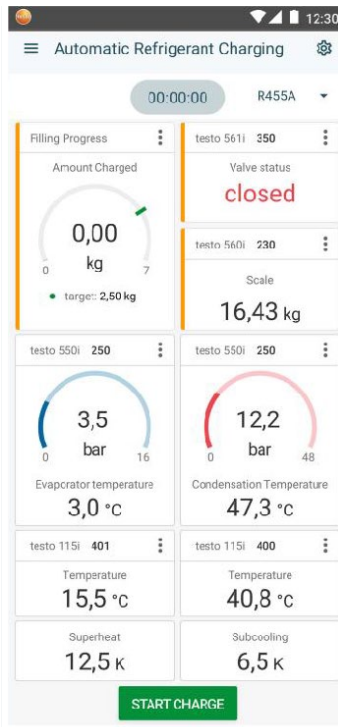 12:30
Automatic Refrigerant Charging
00:00:00 R455A
Filling Progress
Amount Charged
0,00
kg
0 7
target: 2,50 kg
testo 561i 350
Valve status
closed
testo 560i 230
Scale
16,43 kg
testo 550i 250
3,5
bar
0 16
Evaporator temperature
3,0 °C
testo 550i 250
12,2
bar
0 48
Condensation Temperature
47,3 °C
testo 115i 401
Temperature
15,5 °C
testo 115i 400
Temperature
40,8 °C
Superheat
12,5 K
Subcooling
6,5 K
START CHARGE